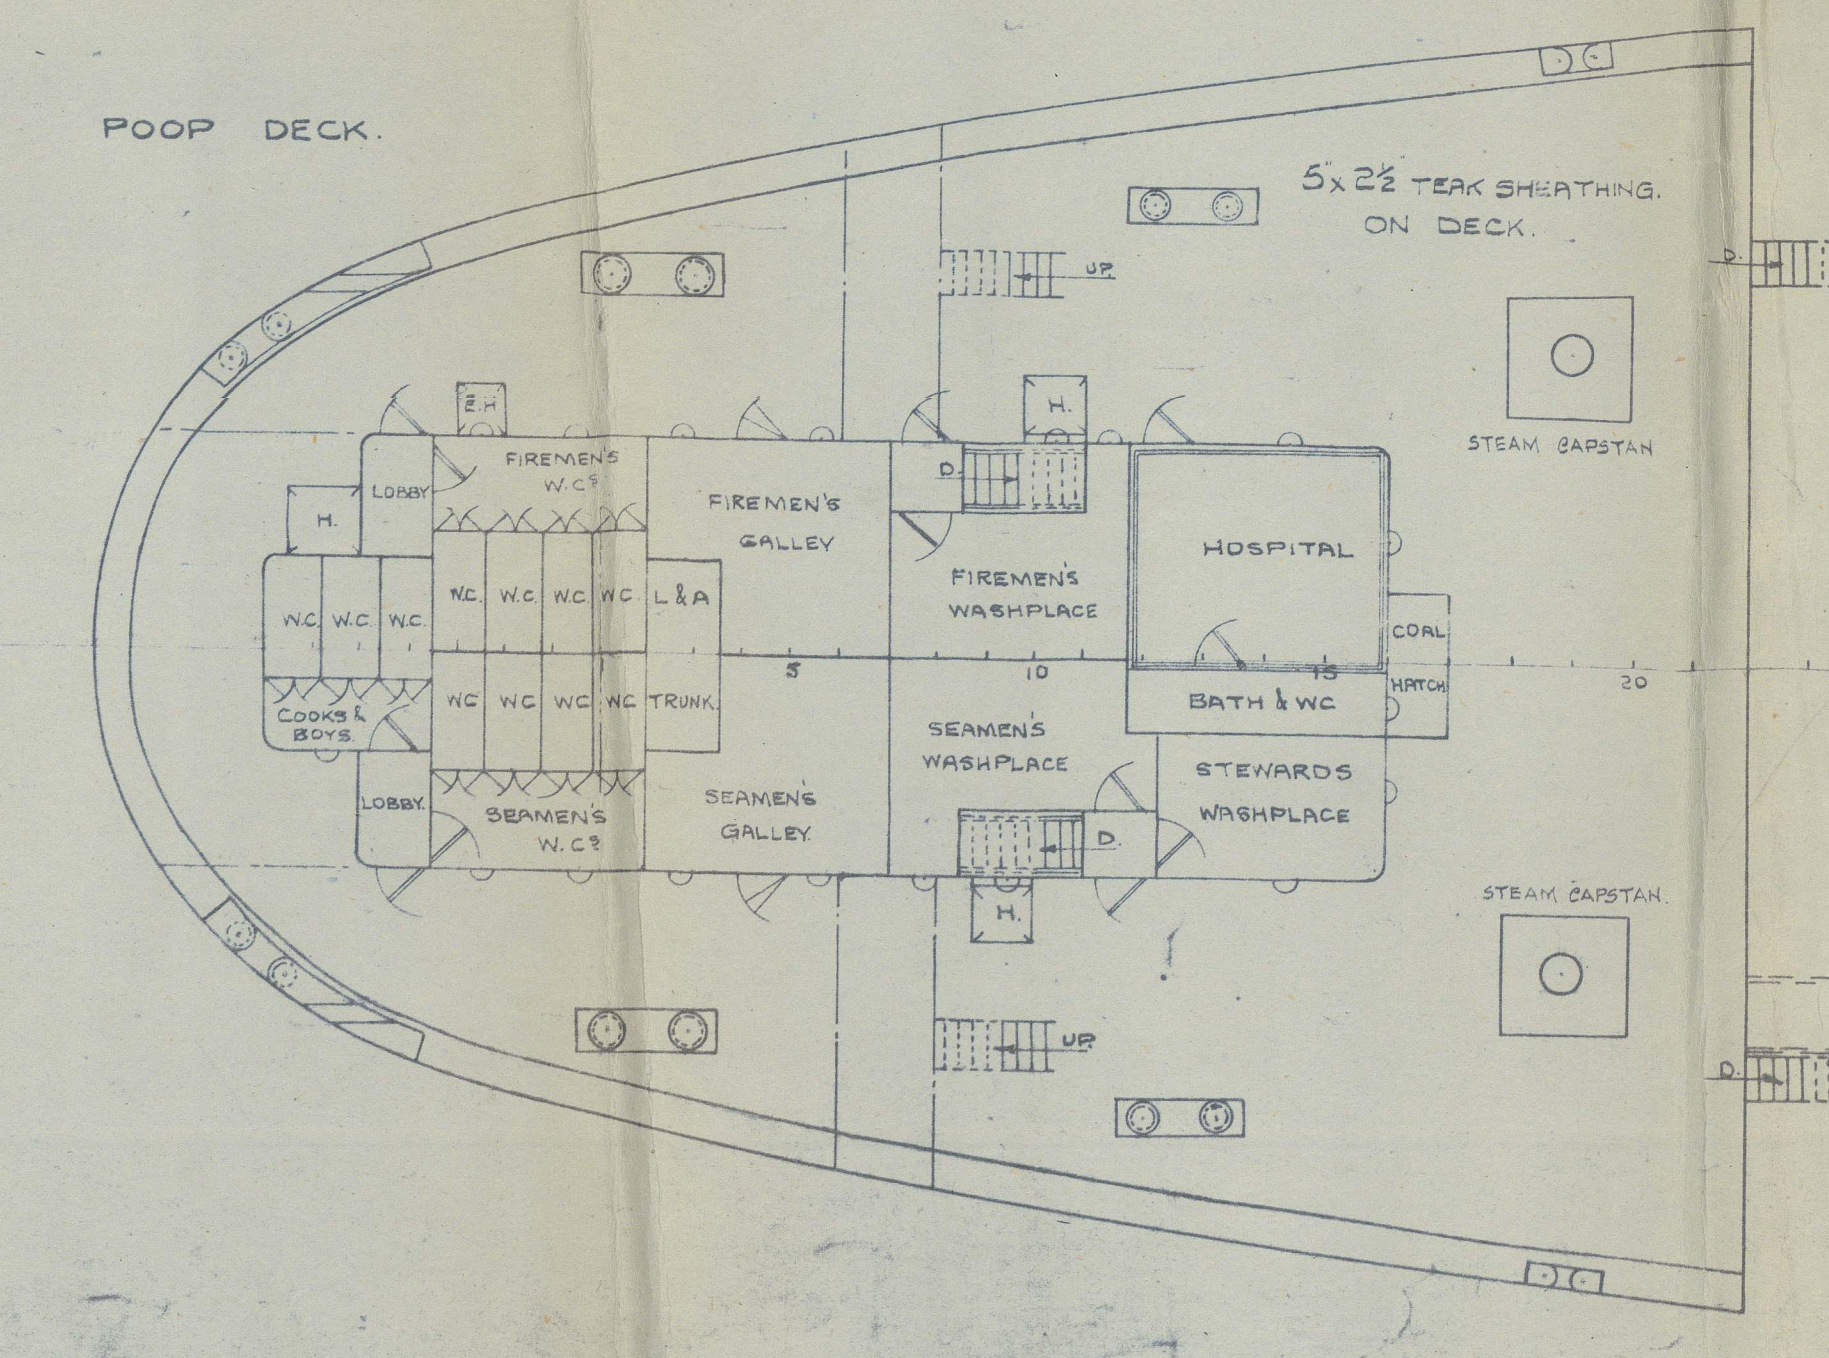 POOP DECK.
5"x 2½" TEAK SHEATHING.
ON DECK.
UP.
D.
E.H
H.
STEAM CAPSTAN
FIREMEN'S
W.Cs
LOBBY
H.
D.
FIREMEN'S
GALLEY
HOSPITAL
FIREMEN'S
WASHPLACE
W.C. W.C. W.C.
W.C. W.C. W.C. W.C.
L & A
COAL
HATCH
5 10 15 20
WC WC WC WC
TRUNK.
BATH & WC
COOKS &
BOYS.
SEAMEN'S
WASHPLACE
STEWARDS
WASHPLACE
LOBBY.
SEAMEN'S
W.Cs
SEAMEN'S
GALLEY.
D.
H.
STEAM CAPSTAN.
UP.
D.